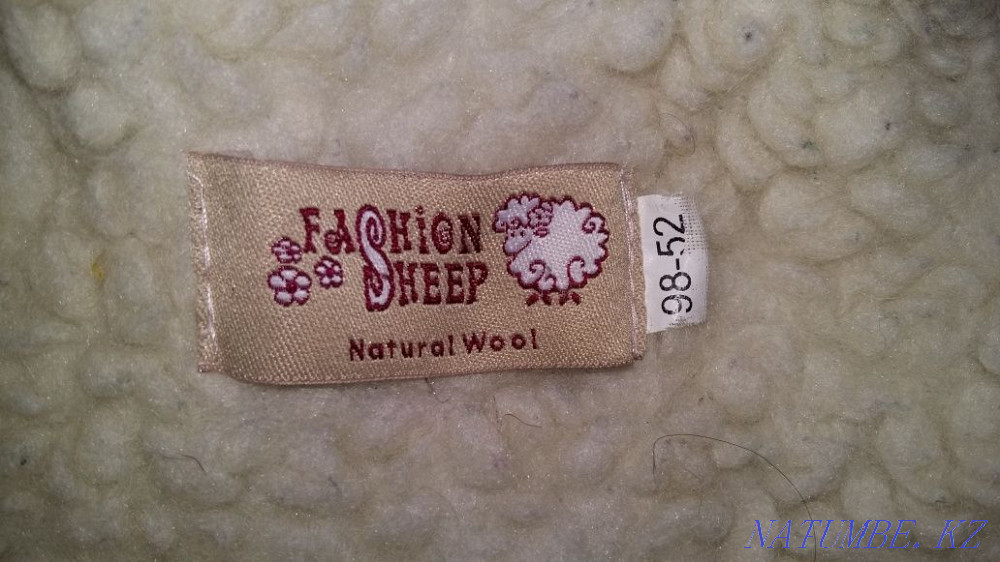 FASHION
SHEEP
Natural Wool
98-52
NATUMBE.KZ